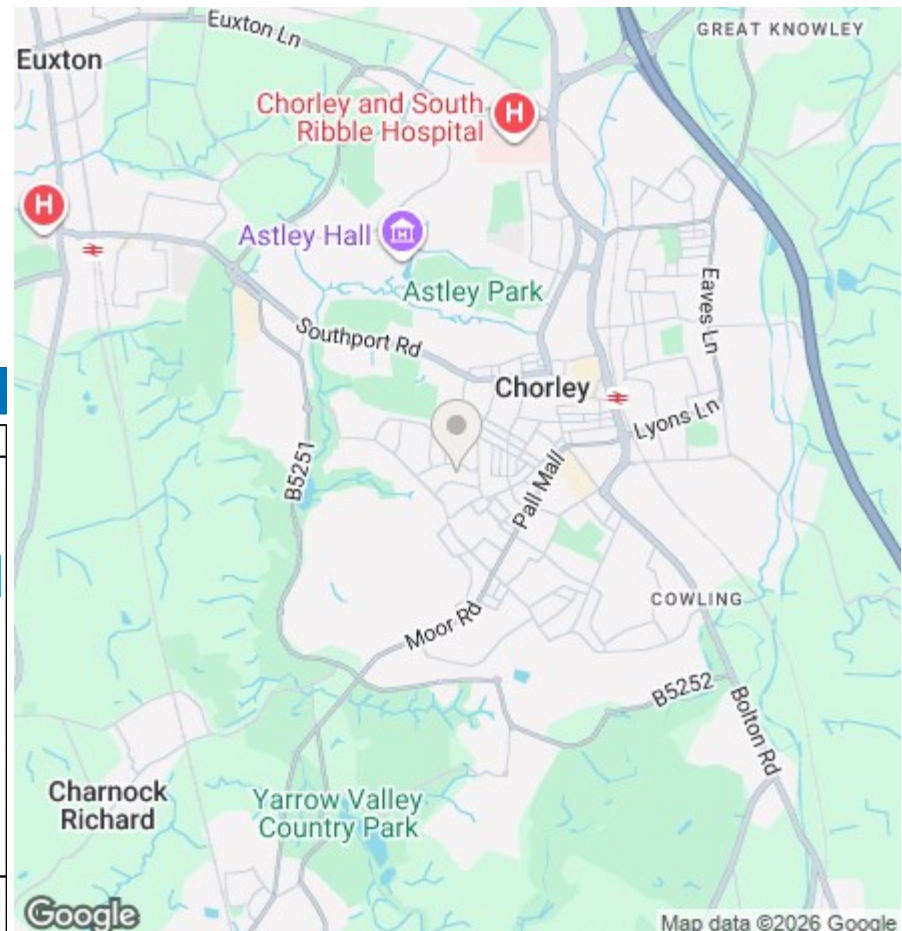 GREAT KNOWLEY
Euxton Ln
Euxton
Chorley and South
Ribble Hospital
H
H
Astley Hall
Astley Park
Eaves Ln
Southport Rd
Chorley
Lyons Ln
B5251
Pall Mall
COWLING
Moor Rd
B5252
Bolton Rd
Charnock
Richard
Yarrow Valley
Country Park
Google
Map data ©2026 Google